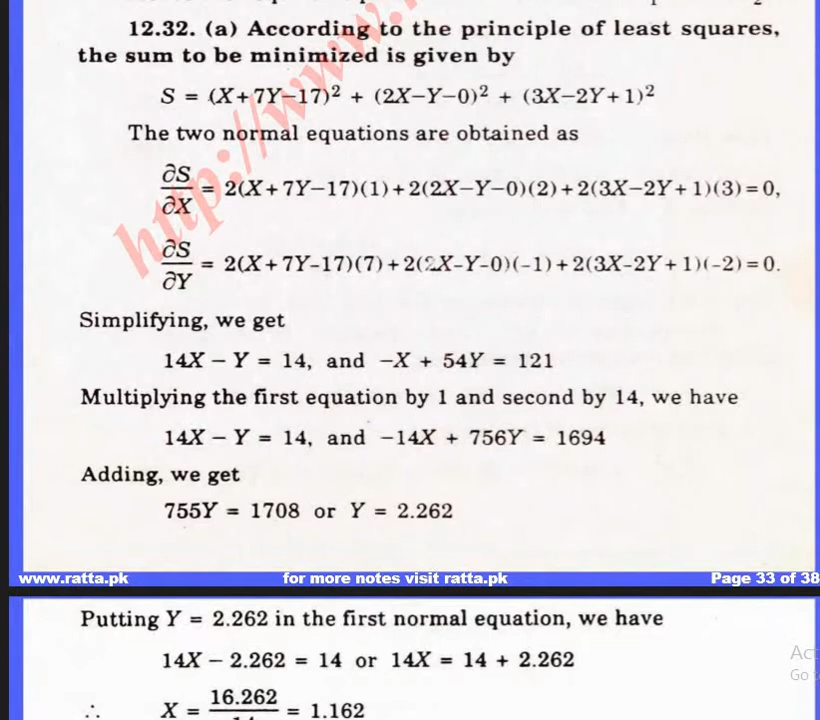 12.32. (a) According to the principle of least squares,
the sum to be minimized is given by
S = (X+7Y−17)² + (2X−Y−0)² + (3X−2Y+1)²
The two normal equations are obtained as
∂S/∂X = 2(X+7Y−17)(1)+2(2X−Y−0)(2)+2(3X−2Y+1)(3)=0,
∂S/∂Y = 2(X+7Y-17)(7)+2(2X-Y-0)(-1)+2(3X-2Y+1)(-2)=0.
Simplifying, we get
14X − Y = 14, and −X + 54Y = 121
Multiplying the first equation by 1 and second by 14, we have
14X − Y = 14, and −14X + 756Y = 1694
Adding, we get
755Y = 1708 or Y = 2.262
http://www.
www.ratta.pk for more notes visit ratta.pk Page 33 of 38
Putting Y = 2.262 in the first normal equation, we have
14X − 2.262 = 14 or 14X = 14 + 2.262
∴ X = 16.262/14 = 1.162
Act
Go t